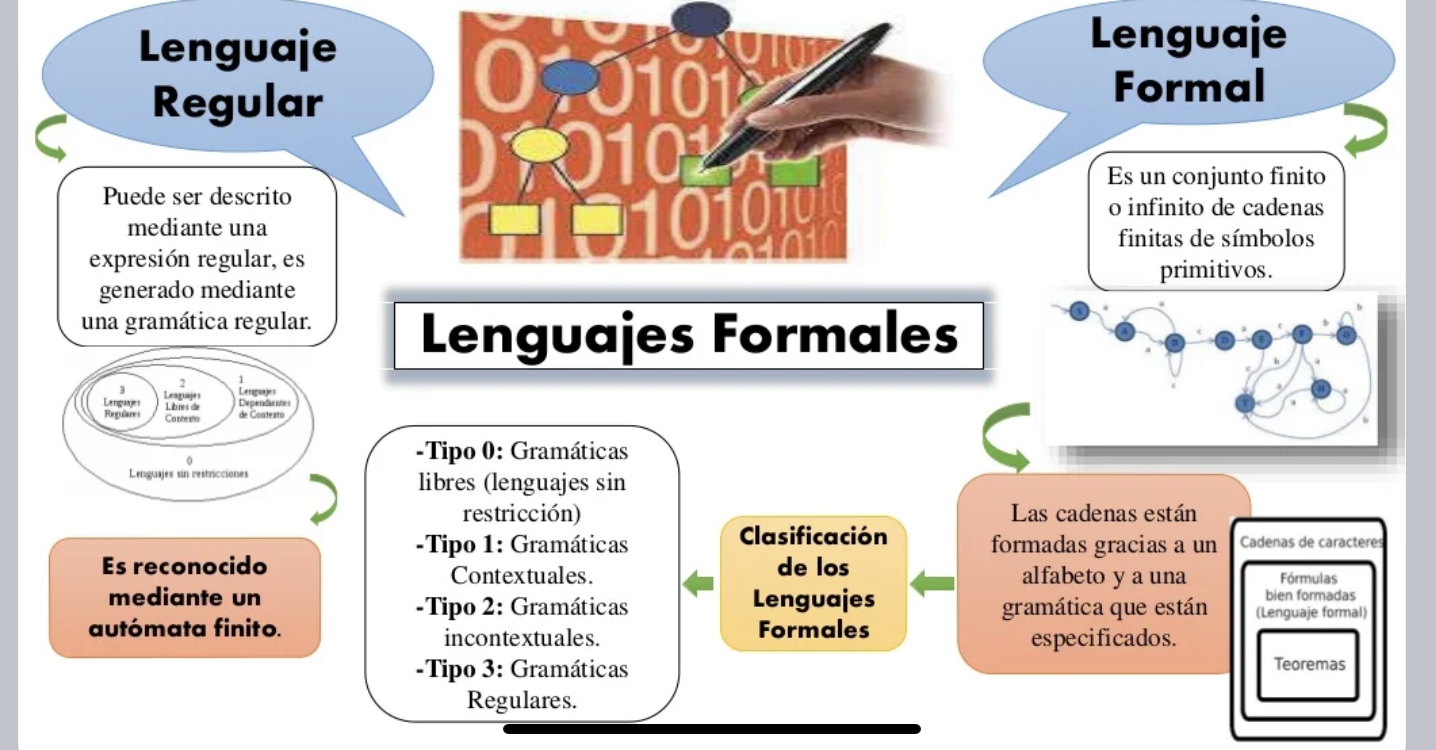 Lenguaje
Regular
Puede ser descrito
mediante una
expresión regular, es
generado mediante
una gramática regular.
3
Lenguajes
Regulares
2
Lenguajes
Libres de
Contexto
1
Lenguajes
Dependientes
de Contexto
0
Lenguajes sin restricciones
Es reconocido
mediante un
autómata finito.
Lenguajes Formales
Lenguaje
Formal
Es un conjunto finito
o infinito de cadenas
finitas de símbolos
primitivos.
Las cadenas están
formadas gracias a un
alfabeto y a una
gramática que están
especificados.
Cadenas de caracteres
Fórmulas
bien formadas
(Lenguaje formal)
Teoremas
Clasificación
de los
Lenguajes
Formales
-Tipo 0: Gramáticas
libres (lenguajes sin
restricción)
-Tipo 1: Gramáticas
Contextuales.
-Tipo 2: Gramáticas
incontextuales.
-Tipo 3: Gramáticas
Regulares.